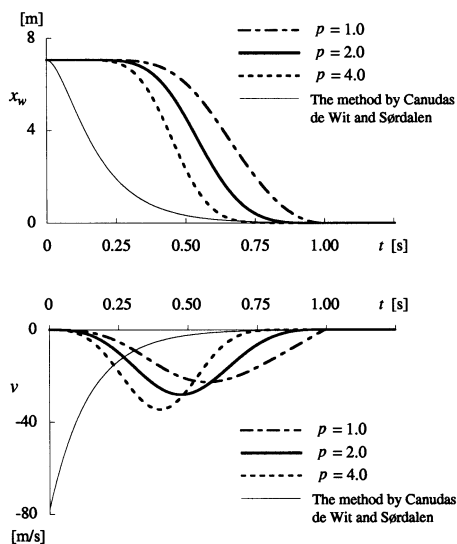 [m]
8
x_w
4
0
p = 1.0
p = 2.0
p = 4.0
The method by Canudas
de Wit and Sørdalen
0 0.25 0.50 0.75 1.00 t [s]
0 0.25 0.50 0.75 1.00 t [s]
0
v
-40
-80
[m/s]
p = 1.0
p = 2.0
p = 4.0
The method by Canudas
de Wit and Sørdalen